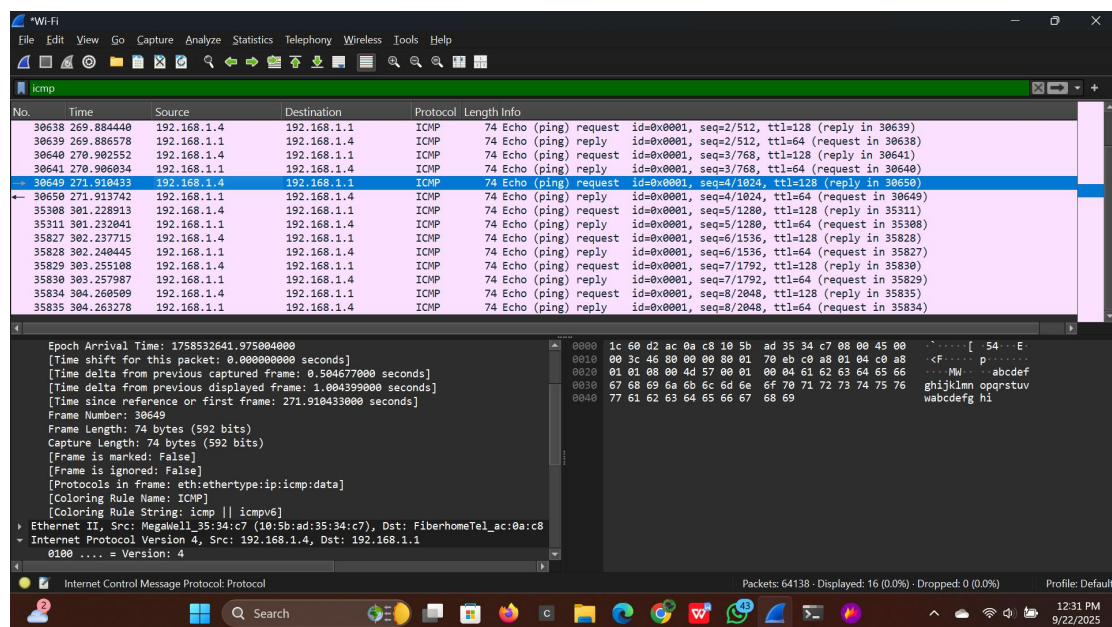 *Wi-Fi
File Edit View Go Capture Analyze Statistics Telephony Wireless Tools Help
icmp
No. Time Source Destination Protocol Length Info
30638 269.884440 192.168.1.4 192.168.1.1 ICMP 74 Echo (ping) request id=0x0001, seq=2/512, ttl=128 (reply in 30639)
30639 269.886578 192.168.1.1 192.168.1.4 ICMP 74 Echo (ping) reply id=0x0001, seq=2/512, ttl=64 (request in 30638)
30640 270.902552 192.168.1.4 192.168.1.1 ICMP 74 Echo (ping) request id=0x0001, seq=3/768, ttl=128 (reply in 30641)
30641 270.906034 192.168.1.1 192.168.1.4 ICMP 74 Echo (ping) reply id=0x0001, seq=3/768, ttl=64 (request in 30640)
30649 271.910433 192.168.1.4 192.168.1.1 ICMP 74 Echo (ping) request id=0x0001, seq=4/1024, ttl=128 (reply in 30650)
30650 271.913742 192.168.1.1 192.168.1.4 ICMP 74 Echo (ping) reply id=0x0001, seq=4/1024, ttl=64 (request in 30649)
35308 301.228913 192.168.1.4 192.168.1.1 ICMP 74 Echo (ping) request id=0x0001, seq=5/1280, ttl=128 (reply in 35311)
35311 301.232041 192.168.1.1 192.168.1.4 ICMP 74 Echo (ping) reply id=0x0001, seq=5/1280, ttl=64 (request in 35308)
35827 302.237715 192.168.1.4 192.168.1.1 ICMP 74 Echo (ping) request id=0x0001, seq=6/1536, ttl=128 (reply in 35828)
35828 302.240445 192.168.1.1 192.168.1.4 ICMP 74 Echo (ping) reply id=0x0001, seq=6/1536, ttl=64 (request in 35827)
35829 303.255108 192.168.1.4 192.168.1.1 ICMP 74 Echo (ping) request id=0x0001, seq=7/1792, ttl=128 (reply in 35830)
35830 303.257987 192.168.1.1 192.168.1.4 ICMP 74 Echo (ping) reply id=0x0001, seq=7/1792, ttl=64 (request in 35829)
35834 304.260509 192.168.1.4 192.168.1.1 ICMP 74 Echo (ping) request id=0x0001, seq=8/2048, ttl=128 (reply in 35835)
35835 304.263278 192.168.1.1 192.168.1.4 ICMP 74 Echo (ping) reply id=0x0001, seq=8/2048, ttl=64 (request in 35834)
Epoch Arrival Time: 1758532641.975004000
[Time shift for this packet: 0.000000000 seconds]
[Time delta from previous captured frame: 0.504677000 seconds]
[Time delta from previous displayed frame: 1.004399000 seconds]
[Time since reference or first frame: 271.910433000 seconds]
Frame Number: 30649
Frame Length: 74 bytes (592 bits)
Capture Length: 74 bytes (592 bits)
[Frame is marked: False]
[Frame is ignored: False]
[Protocols in frame: eth:ethertype:ip:icmp:data]
[Coloring Rule Name: ICMP]
[Coloring Rule String: icmp || icmpv6]
Ethernet II, Src: MegaWell_35:34:c7 (10:5b:ad:35:34:c7), Dst: FiberhomeTel_ac:0a:c8
Internet Protocol Version 4, Src: 192.168.1.4, Dst: 192.168.1.1
0100 .... = Version: 4
0000 1c 60 d2 ac 0a c8 10 5b ad 35 34 c7 08 00 45 00 ·`·····[ ·54···E·
0010 00 3c 46 80 00 00 80 01 70 eb c0 a8 01 04 c0 a8 ·<F····· p·······
0020 01 01 08 00 4d 57 00 01 00 04 61 62 63 64 65 66 ····MW·· ··abcdef
0030 67 68 69 6a 6b 6c 6d 6e 6f 70 71 72 73 74 75 76 ghijklmn opqrstuv
0040 77 61 62 63 64 65 66 67 68 69 wabcdefg hi
Internet Control Message Protocol: Protocol
Packets: 64138 · Displayed: 16 (0.0%) · Dropped: 0 (0.0%)
Profile: Default
2
Search
C
W
43
12:31 PM
9/22/2025